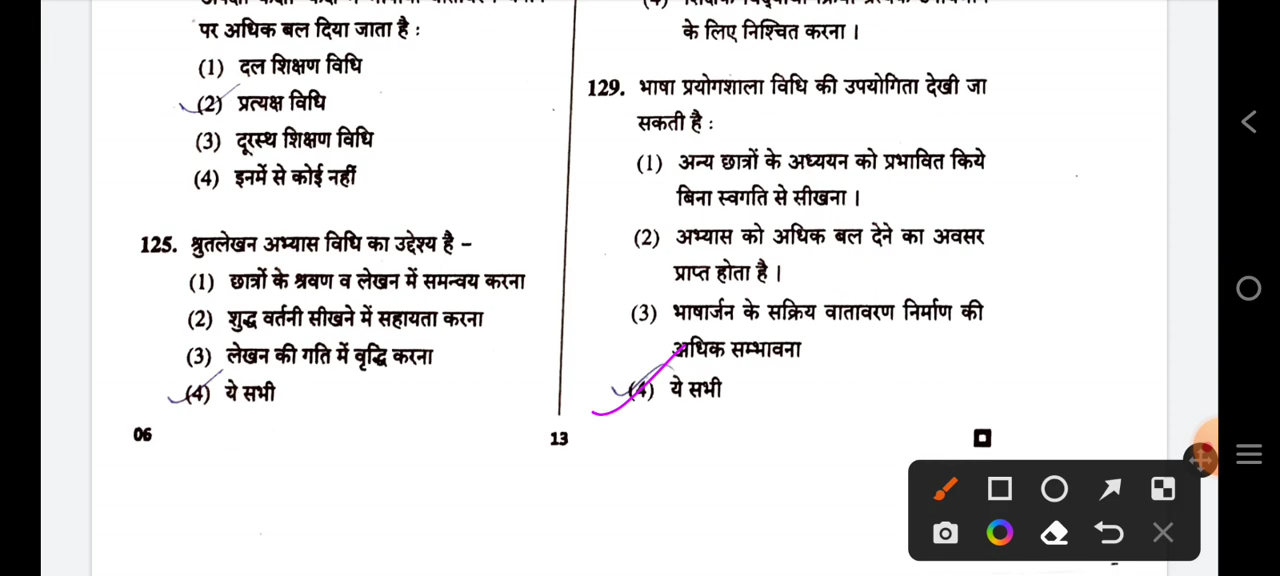 पर अधिक बल दिया जाता है :
(1) दल शिक्षण विधि
(2) प्रत्यक्ष विधि
(3) दूरस्थ शिक्षण विधि
(4) इनमें से कोई नहीं
125. श्रुतलेखन अभ्यास विधि का उद्देश्य है –
(1) छात्रों के श्रवण व लेखन में समन्वय करना
(2) शुद्ध वर्तनी सीखने में सहायता करना
(3) लेखन की गति में वृद्धि करना
(4) ये सभी
06
के लिए निश्चित करना ।
129. भाषा प्रयोगशाला विधि की उपयोगिता देखी जा
सकती है :
(1) अन्य छात्रों के अध्ययन को प्रभावित किये
बिना स्वगति से सीखना ।
(2) अभ्यास को अधिक बल देने का अवसर
प्राप्त होता है ।
(3) भाषार्जन के सक्रिय वातावरण निर्माण की
अधिक सम्भावना
(4) ये सभी
13